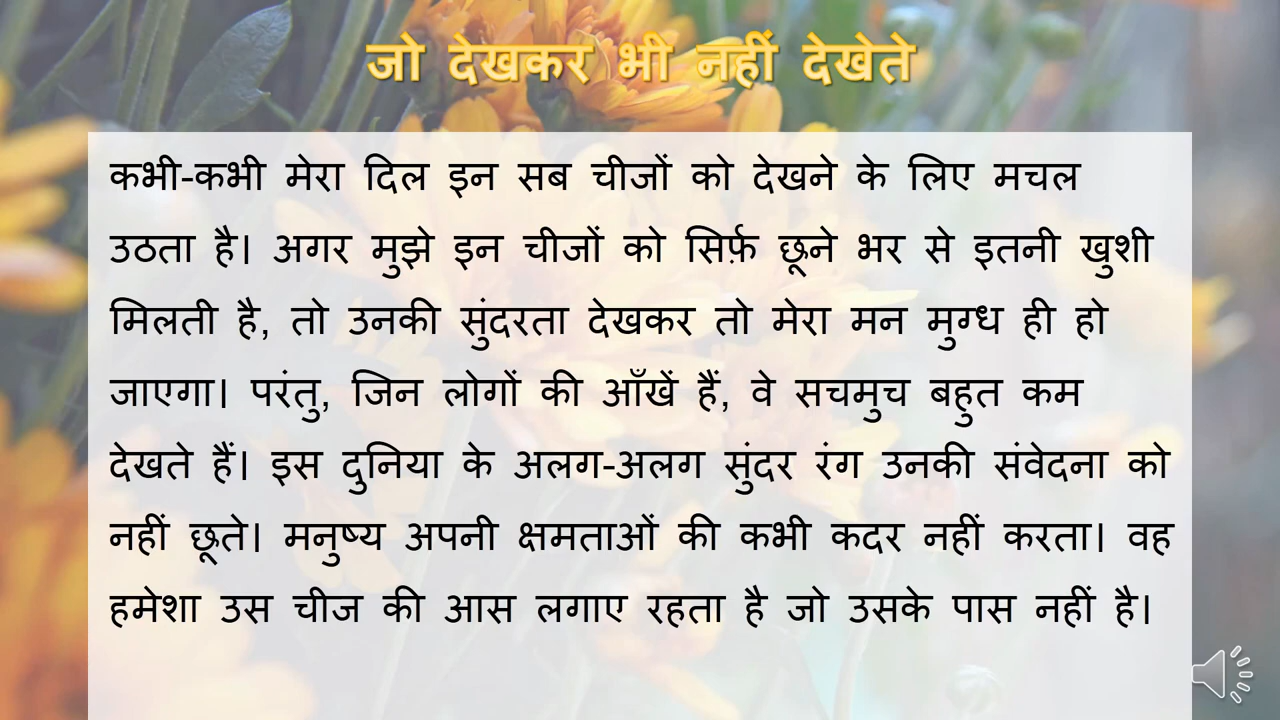 जो देखकर भी नहीं देखेते
कभी-कभी मेरा दिल इन सब चीजों को देखने के लिए मचल
उठता है। अगर मुझे इन चीजों को सिर्फ़ छूने भर से इतनी खुशी
मिलती है, तो उनकी सुंदरता देखकर तो मेरा मन मुग्ध ही हो
जाएगा। परंतु, जिन लोगों की आँखें हैं, वे सचमुच बहुत कम
देखते हैं। इस दुनिया के अलग-अलग सुंदर रंग उनकी संवेदना को
नहीं छूते। मनुष्य अपनी क्षमताओं की कभी कदर नहीं करता। वह
हमेशा उस चीज की आस लगाए रहता है जो उसके पास नहीं है।